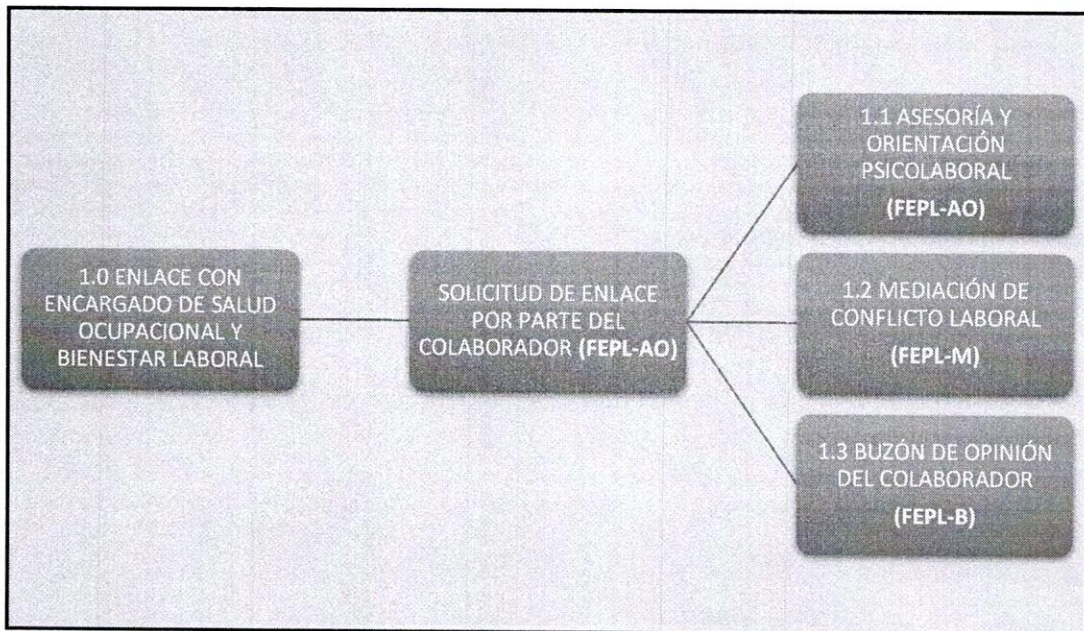 1.0 ENLACE CON
ENCARGADO DE SALUD
OCUPACIONAL Y
BIENESTAR LABORAL
SOLICITUD DE ENLACE
POR PARTE DEL
COLABORADOR (FEPL-AO)
1.1 ASESORÍA Y
ORIENTACIÓN
PSICOLABORAL
(FEPL-AO)
1.2 MEDIACIÓN DE
CONFLICTO LABORAL
(FEPL-M)
1.3 BUZÓN DE OPINIÓN
DEL COLABORADOR
(FEPL-B)